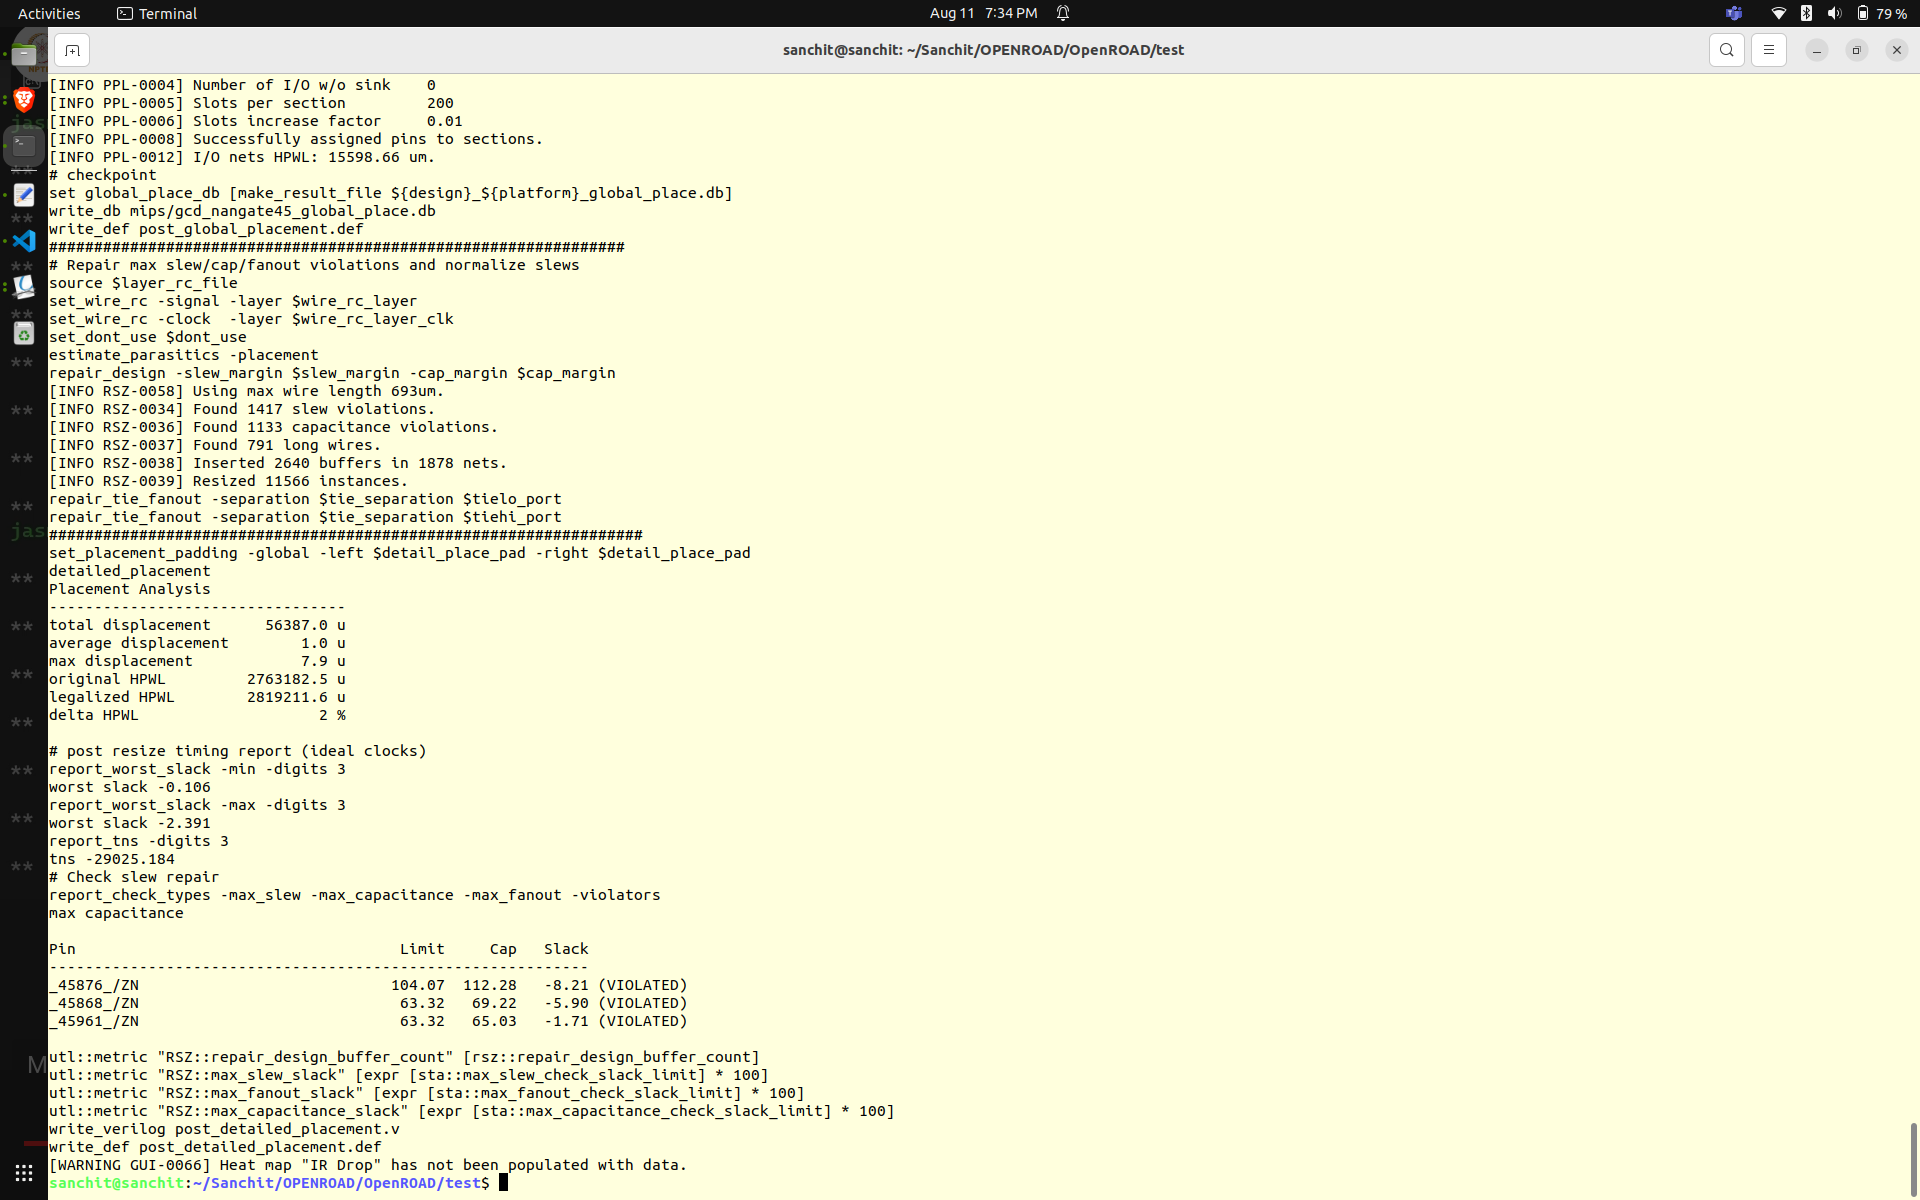 Activities Terminal Aug 11 7:34 PM 79 %
sanchit@sanchit: ~/Sanchit/OPENROAD/OpenROAD/test
[INFO PPL-0004] Number of I/O w/o sink    0
[INFO PPL-0005] Slots per section         200
[INFO PPL-0006] Slots increase factor     0.01
[INFO PPL-0008] Successfully assigned pins to sections.
[INFO PPL-0012] I/O nets HPWL: 15598.66 um.
# checkpoint
set global_place_db [make_result_file ${design}_${platform}_global_place.db]
write_db mips/gcd_nangate45_global_place.db
write_def post_global_placement.def
################################################################
# Repair max slew/cap/fanout violations and normalize slews
source $layer_rc_file
set_wire_rc -signal -layer $wire_rc_layer
set_wire_rc -clock  -layer $wire_rc_layer_clk
set_dont_use $dont_use
estimate_parasitics -placement
repair_design -slew_margin $slew_margin -cap_margin $cap_margin
[INFO RSZ-0058] Using max wire length 693um.
[INFO RSZ-0034] Found 1417 slew violations.
[INFO RSZ-0036] Found 1133 capacitance violations.
[INFO RSZ-0037] Found 791 long wires.
[INFO RSZ-0038] Inserted 2640 buffers in 1878 nets.
[INFO RSZ-0039] Resized 11566 instances.
repair_tie_fanout -separation $tie_separation $tielo_port
repair_tie_fanout -separation $tie_separation $tiehi_port
##################################################################
set_placement_padding -global -left $detail_place_pad -right $detail_place_pad
detailed_placement
Placement Analysis
---------------------------------
total displacement      56387.0 u
average displacement        1.0 u
max displacement            7.9 u
original HPWL         2763182.5 u
legalized HPWL        2819211.6 u
delta HPWL                    2 %
# post resize timing report (ideal clocks)
report_worst_slack -min -digits 3
worst slack -0.106
report_worst_slack -max -digits 3
worst slack -2.391
report_tns -digits 3
tns -29025.184
# Check slew repair
report_check_types -max_slew -max_capacitance -max_fanout -violators
max capacitance
Pin                                    Limit     Cap   Slack
------------------------------------------------------------
_45876_/ZN                            104.07  112.28   -8.21 (VIOLATED)
_45868_/ZN                             63.32   69.22   -5.90 (VIOLATED)
_45961_/ZN                             63.32   65.03   -1.71 (VIOLATED)
utl::metric "RSZ::repair_design_buffer_count" [rsz::repair_design_buffer_count]
utl::metric "RSZ::max_slew_slack" [expr [sta::max_slew_check_slack_limit] * 100]
utl::metric "RSZ::max_fanout_slack" [expr [sta::max_fanout_check_slack_limit] * 100]
utl::metric "RSZ::max_capacitance_slack" [expr [sta::max_capacitance_check_slack_limit] * 100]
write_verilog post_detailed_placement.v
write_def post_detailed_placement.def
[WARNING GUI-0066] Heat map "IR Drop" has not been populated with data.
sanchit@sanchit:~/Sanchit/OPENROAD/OpenROAD/test$